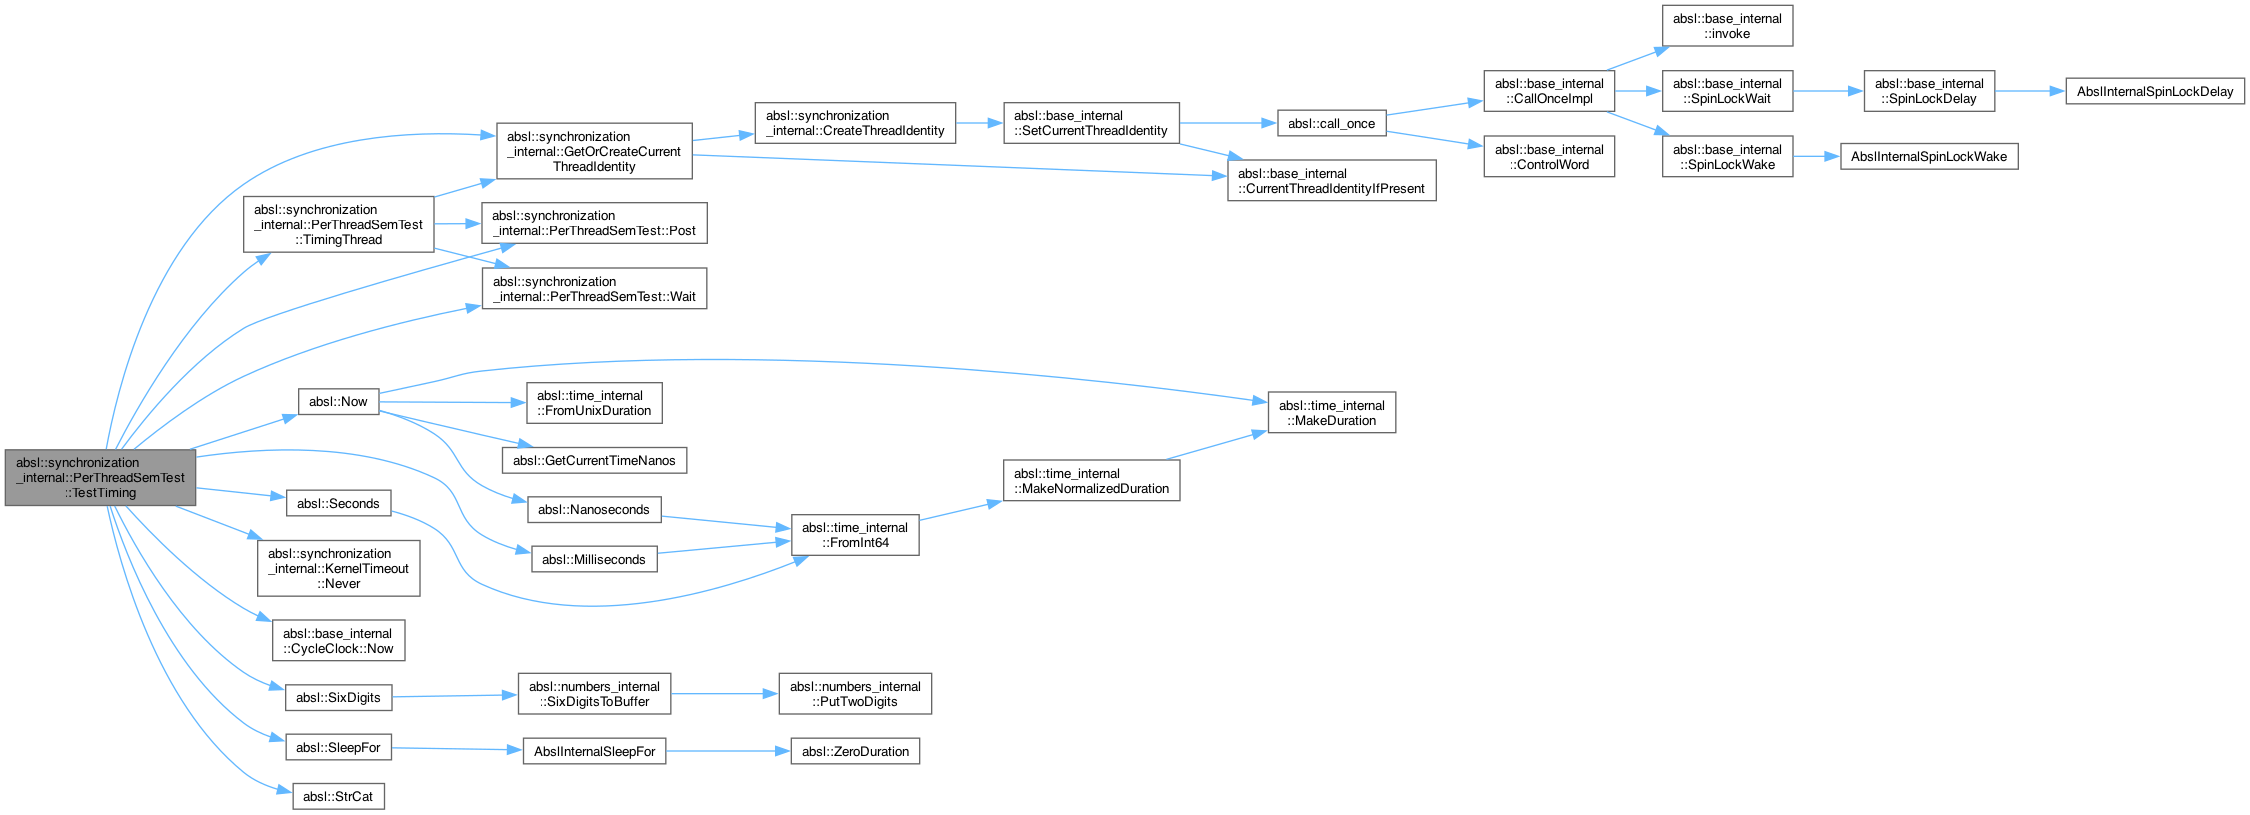 absl::synchronization
_internal::PerThreadSemTest
::TestTiming
absl::synchronization
_internal::GetOrCreateCurrent
ThreadIdentity
absl::synchronization
_internal::CreateThreadIdentity
absl::base_internal
::SetCurrentThreadIdentity
absl::call_once
absl::base_internal
::CallOnceImpl
absl::base_internal
::invoke
absl::base_internal
::SpinLockWait
absl::base_internal
::SpinLockDelay
AbslInternalSpinLockDelay
absl::base_internal
::SpinLockWake
AbslInternalSpinLockWake
absl::base_internal
::ControlWord
absl::base_internal
::CurrentThreadIdentityIfPresent
absl::synchronization
_internal::PerThreadSemTest
::TimingThread
absl::synchronization
_internal::PerThreadSemTest::Post
absl::synchronization
_internal::PerThreadSemTest::Wait
absl::Now
absl::time_internal
::FromUnixDuration
absl::GetCurrentTimeNanos
absl::Nanoseconds
absl::Milliseconds
absl::time_internal
::FromInt64
absl::time_internal
::MakeNormalizedDuration
absl::time_internal
::MakeDuration
absl::Seconds
absl::synchronization
_internal::KernelTimeout
::Never
absl::base_internal
::CycleClock::Now
absl::SixDigits
absl::numbers_internal
::SixDigitsToBuffer
absl::numbers_internal
::PutTwoDigits
absl::SleepFor
AbslInternalSleepFor
absl::ZeroDuration
absl::StrCat